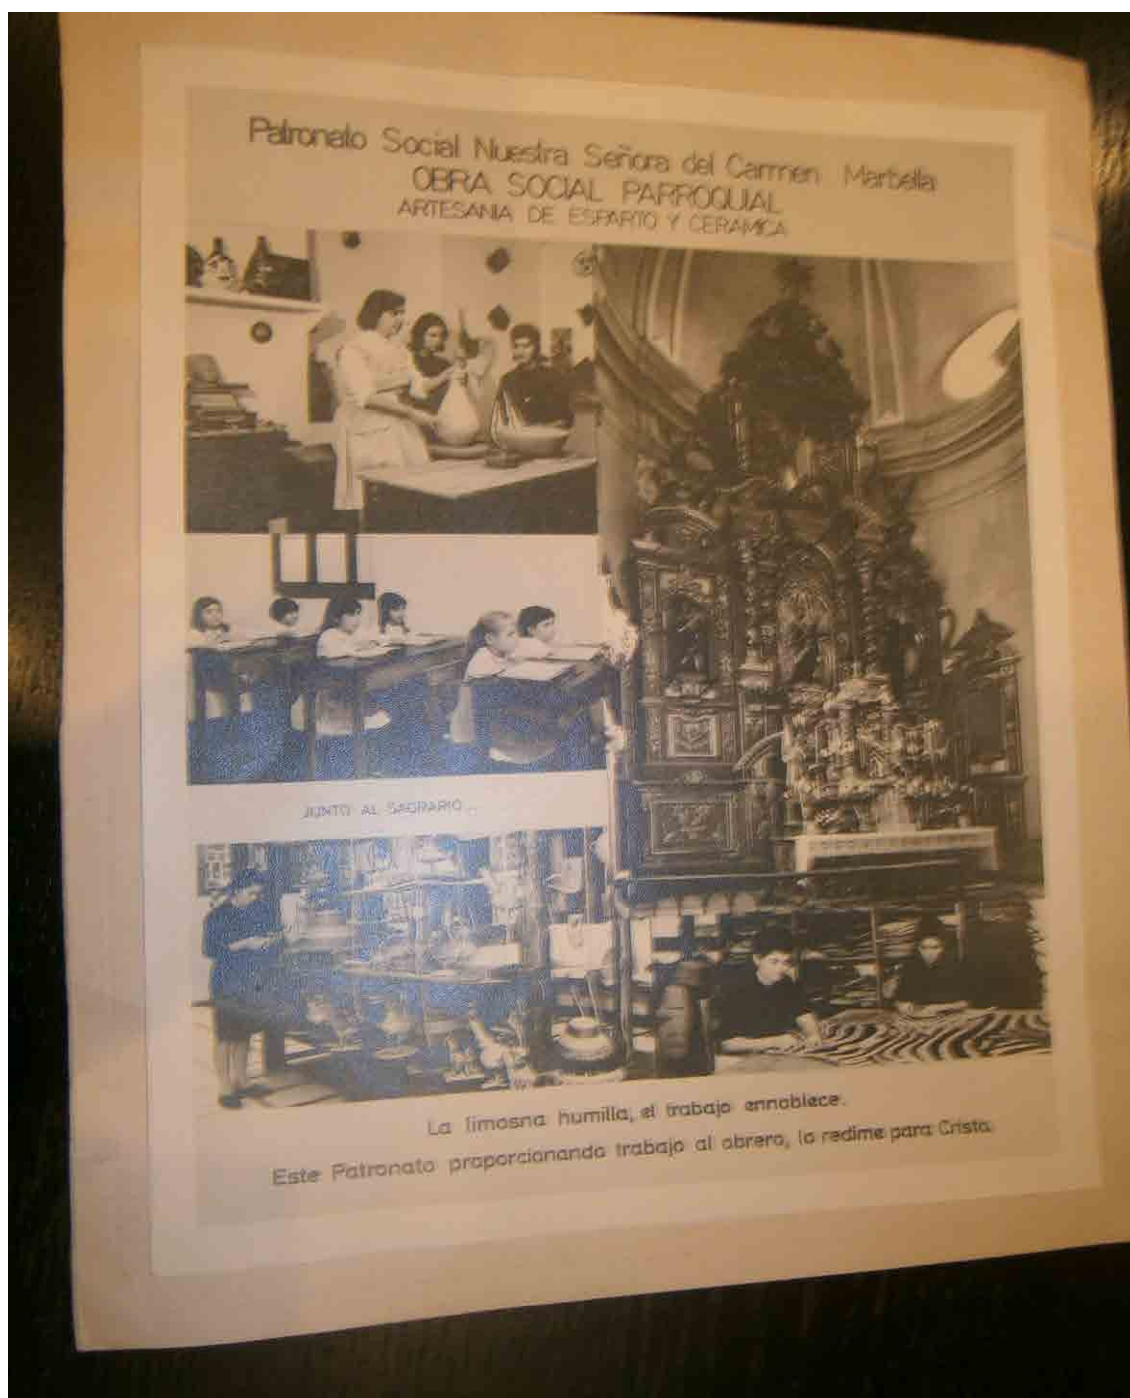 Patronato Social Nuestra Señora del Carmen Marbella
OBRA SOCIAL PARROQUIAL
ARTESANIA DE ESPARTO Y CERAMICA
JUNTO AL SAGRARIO...
La limosna humilla, el trabajo ennoblece.
Este Patronato proporcionando trabajo al obrero, lo redime para Cristo.